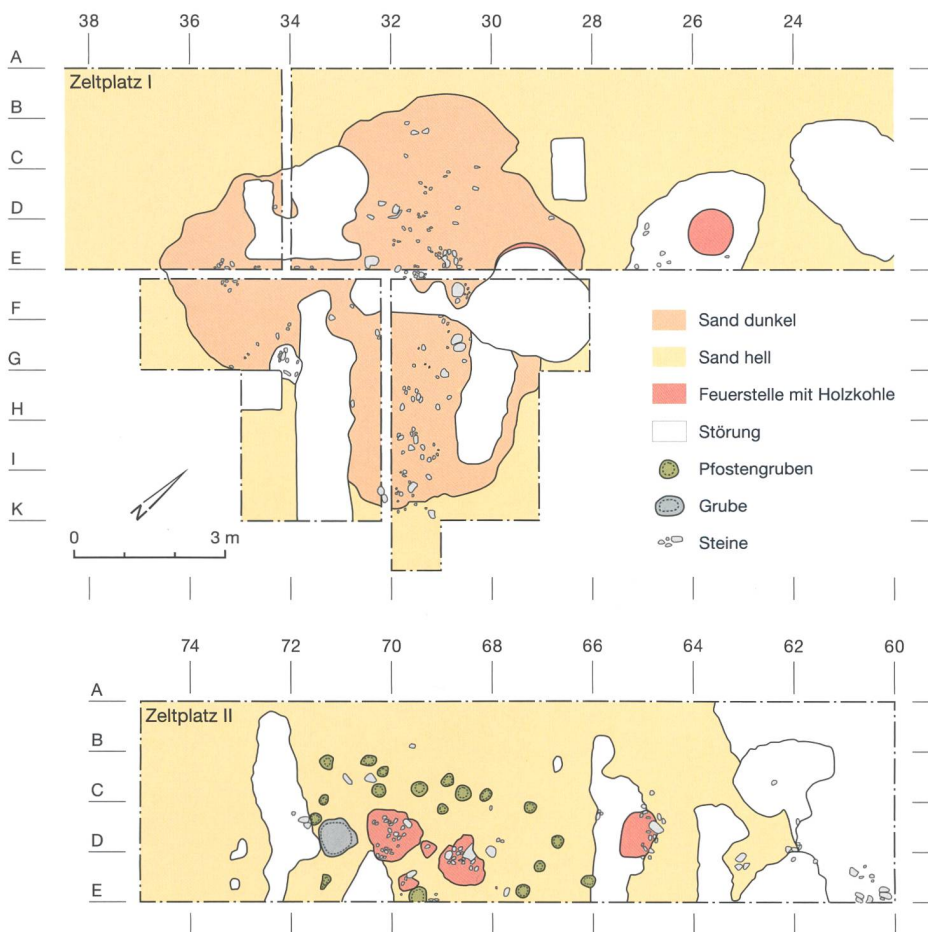 38 36 34 32 30 28 26 24
A
Zeltplatz I
B
C
D
E
F
G
H
I
K
Sand dunkel
Sand hell
Feuerstelle mit Holzkohle
Störung
Pfostengruben
Grube
Steine
N
0 3 m
74 72 70 68 66 64 62 60
A
Zeltplatz II
B
C
D
E